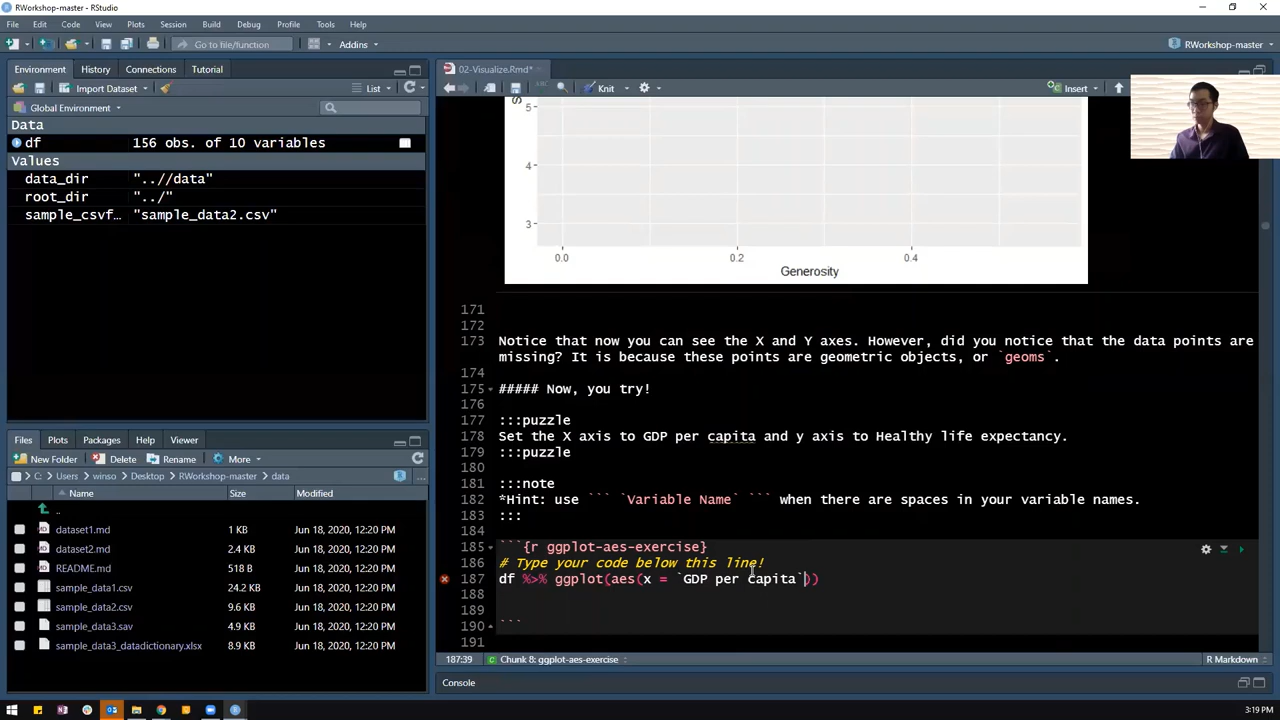 RWorkshop-master - RStudio
File Edit Code View Plots Session Build Debug Profile Tools Help
Go to file/function Addins RWorkshop-master
Environment History Connections Tutorial
Import Dataset List
Global Environment
Data
df 156 obs. of 10 variables
Values
data_dir "..//data"
root_dir "../"
sample_csvf… "sample_data2.csv"
Files Plots Packages Help Viewer
New Folder Delete Rename More
C: Users winso Desktop RWorkshop-master data ...
Name Size Modified
..
dataset1.md 1 KB Jun 18, 2020, 12:20 PM
dataset2.md 2.4 KB Jun 18, 2020, 12:20 PM
README.md 518 B Jun 18, 2020, 12:20 PM
sample_data1.csv 24.2 KB Jun 18, 2020, 12:20 PM
sample_data2.csv 9.6 KB Jun 18, 2020, 12:20 PM
sample_data3.sav 4.9 KB Jun 18, 2020, 12:20 PM
sample_data3_datadictionary.xlsx 8.9 KB Jun 18, 2020, 12:20 PM
02-Visualize.Rmd*
Knit Insert
5
4
3
0.0 0.2 0.4
Generosity
171
172
173 Notice that now you can see the X and Y axes. However, did you notice that the data points are
missing? It is because these points are geometric objects, or `geoms`.
174
175 ##### Now, you try!
176
177 :::puzzle
178 Set the X axis to GDP per capita and y axis to Healthy life expectancy.
179 :::puzzle
180
181 :::note
182 *Hint: use ``` `Variable Name` ``` when there are spaces in your variable names.
183 :::
184
185 ```{r ggplot-aes-exercise}
186 # Type your code below this line!
187 df %>% ggplot(aes(x = `GDP per capita`))
188
189
190 ```
191
187:39 Chunk 8: ggplot-aes-exercise R Markdown
Console
3:19 PM